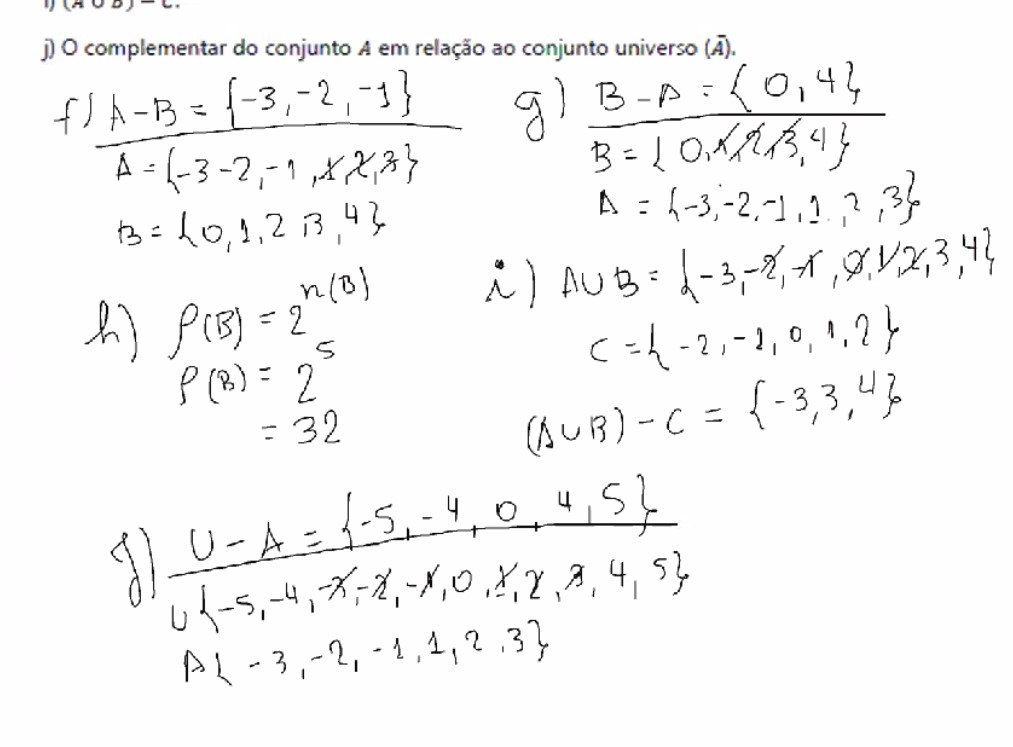 i) (A ∪ B) – C.
j) O complementar do conjunto A em relação ao conjunto universo (Ā).
f) A - B = {-3, -2, -1}
A = {-3 -2, -1, 1, 2, 3}
B = {0, 1, 2, 3, 4}
g) B - A = {0, 4}
B = {0, 1, 2, 3, 4}
A = {-3, -2, -1, 1, 2, 3}
h) P(B) = 2^n(B)
P(B) = 2^5
= 32
i) A∪B = {-3, -2, -1, 0, 1, 2, 3, 4}
C = {-2, -1, 0, 1, 2}
(A∪B) - C = {-3, 3, 4}
j) U - A = {-5, -4, 0, 4, 5}
U {-5, -4, -3, -2, -1, 0, 1, 2, 3, 4, 5}
A { -3, -2, -1, 1, 2, 3}